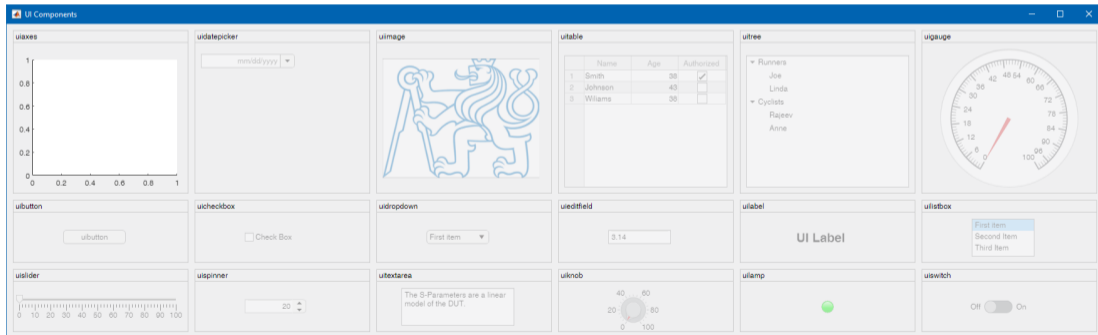 UI Components
uiaxes
1
0.8
0.6
0.4
0.2
0
0 0.2 0.4 0.6 0.8 1
uidatepicker
mm/dd/yyyy
uiimage
uitable
Name Age Authorized
1 Smith 38
2 Johnson 43
3 Wiliams 38
uitree
Runners
Joe
Linda
Cyclists
Rajeev
Anne
uigauge
0 6 12 18 24 30 36 42 48 54 60 66 72 78 84 90 96 100
uibutton
uibutton
uicheckbox
Check Box
uidropdown
First item
uieditfield
3.14
uilabel
UI Label
uilistbox
First Item
Second Item
Third Item
uislider
0 10 20 30 40 50 60 70 80 90 100
uispinner
20
uitextarea
The S-Parameters are a linear
model of the DUT.
uiknob
40 60
20 80
0 100
uilamp
uiswitch
Off On